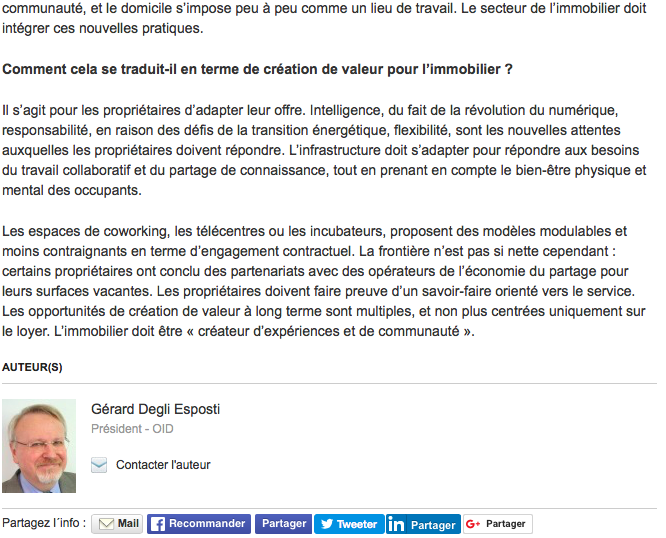 communauté, et le domicile s’impose peu à peu comme un lieu de travail. Le secteur de l’immobilier doit
intégrer ces nouvelles pratiques.
Comment cela se traduit-il en terme de création de valeur pour l’immobilier ?
Il s’agit pour les propriétaires d’adapter leur offre. Intelligence, du fait de la révolution du numérique,
responsabilité, en raison des défis de la transition énergétique, flexibilité, sont les nouvelles attentes
auxquelles les propriétaires doivent répondre. L’infrastructure doit s’adapter pour répondre aux besoins
du travail collaboratif et du partage de connaissance, tout en prenant en compte le bien-être physique et
mental des occupants.
Les espaces de coworking, les télécentres ou les incubateurs, proposent des modèles modulables et
moins contraignants en terme d’engagement contractuel. La frontière n’est pas si nette cependant :
certains propriétaires ont conclu des partenariats avec des opérateurs de l’économie du partage pour
leurs surfaces vacantes. Les propriétaires doivent faire preuve d’un savoir-faire orienté vers le service.
Les opportunités de création de valeur à long terme sont multiples, et non plus centrées uniquement sur
le loyer. L’immobilier doit être « créateur d’expériences et de communauté ».
AUTEUR(S)
Gérard Degli Esposti
Président - OID
Contacter l'auteur
Partagez l´info : Mail f Recommander Partager Tweeter in Partager G+ Partager